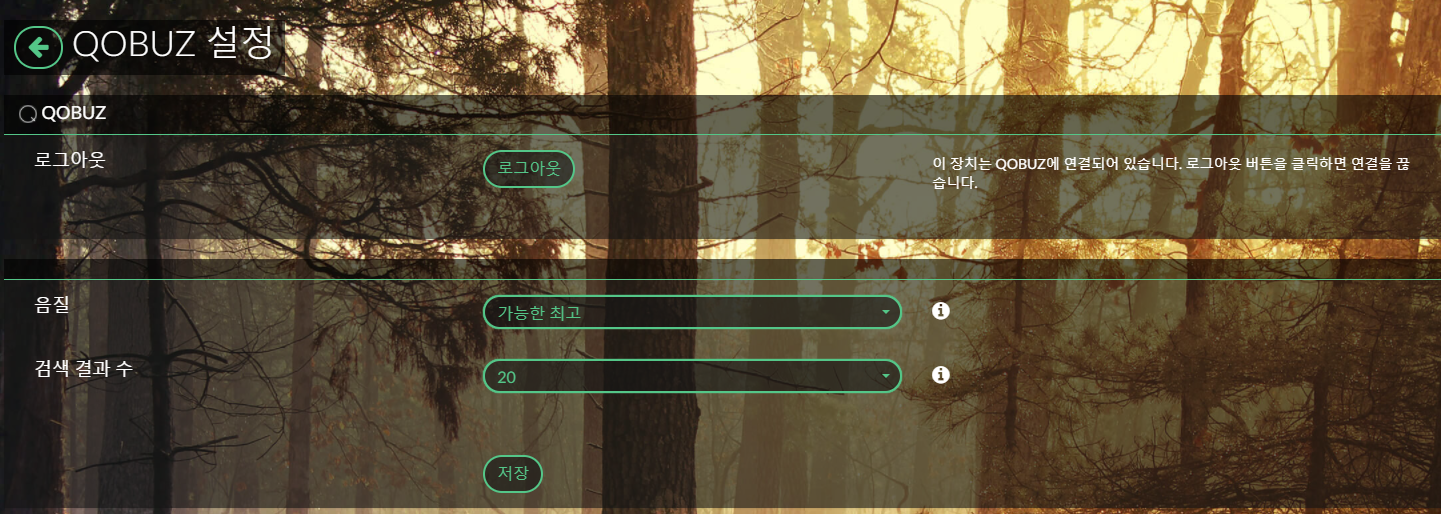 QOBUZ 설정
QOBUZ
로그아웃
로그아웃
이 장치는 QOBUZ에 연결되어 있습니다. 로그아웃 버튼을 클릭하면 연결을 끊
습니다.
음질
가능한 최고
검색 결과 수
20
저장